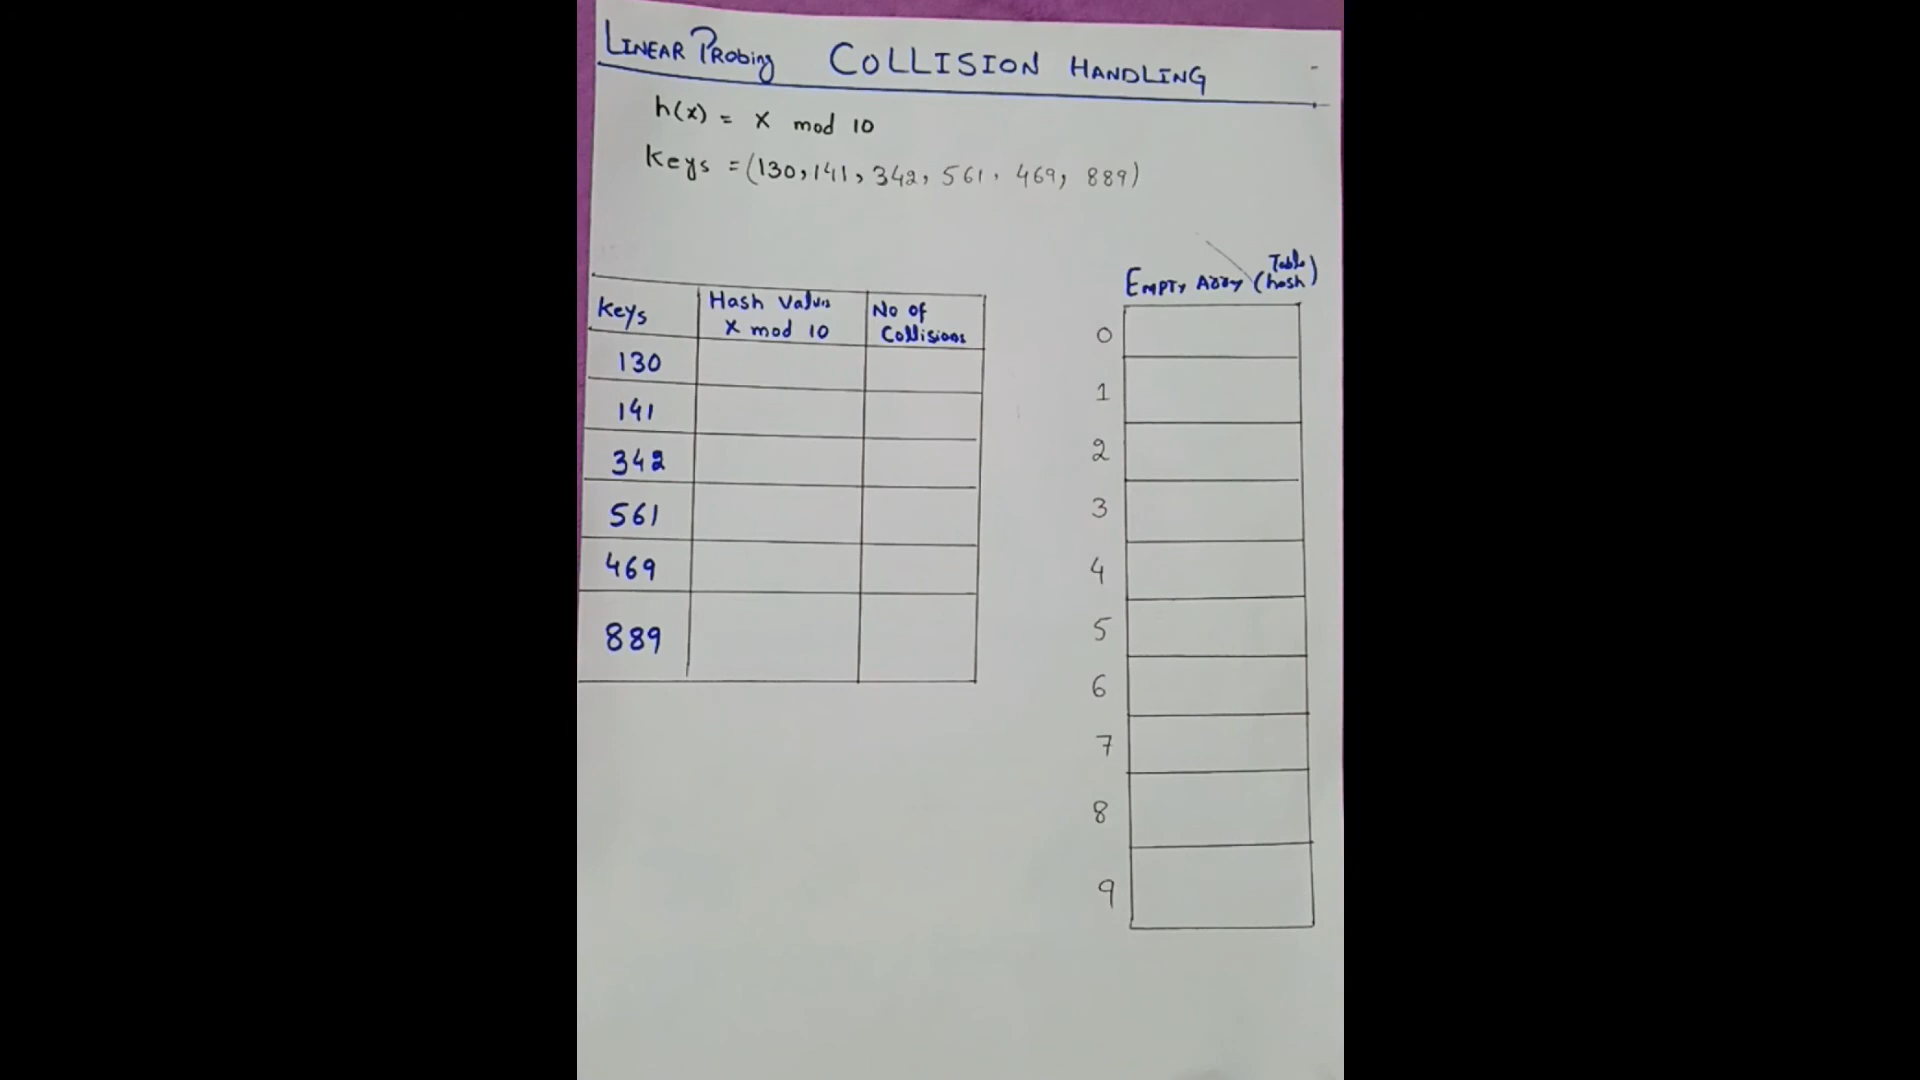 LINEAR Probing COLLISION HANDLING
h(x) = X mod 10
Keys = (130, 141, 342, 561, 469, 889)
Keys
Hash Values
X mod 10
No of
Collisions
130
141
342
561
469
889
Table
EMPTy Array (hash)
0
1
2
3
4
5
6
7
8
9